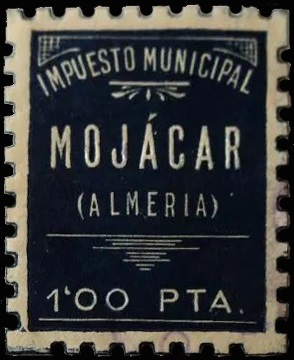 IMPUESTO MUNICIPAL
MOJÁCAR
(ALMERIA)
1'00 PTA.